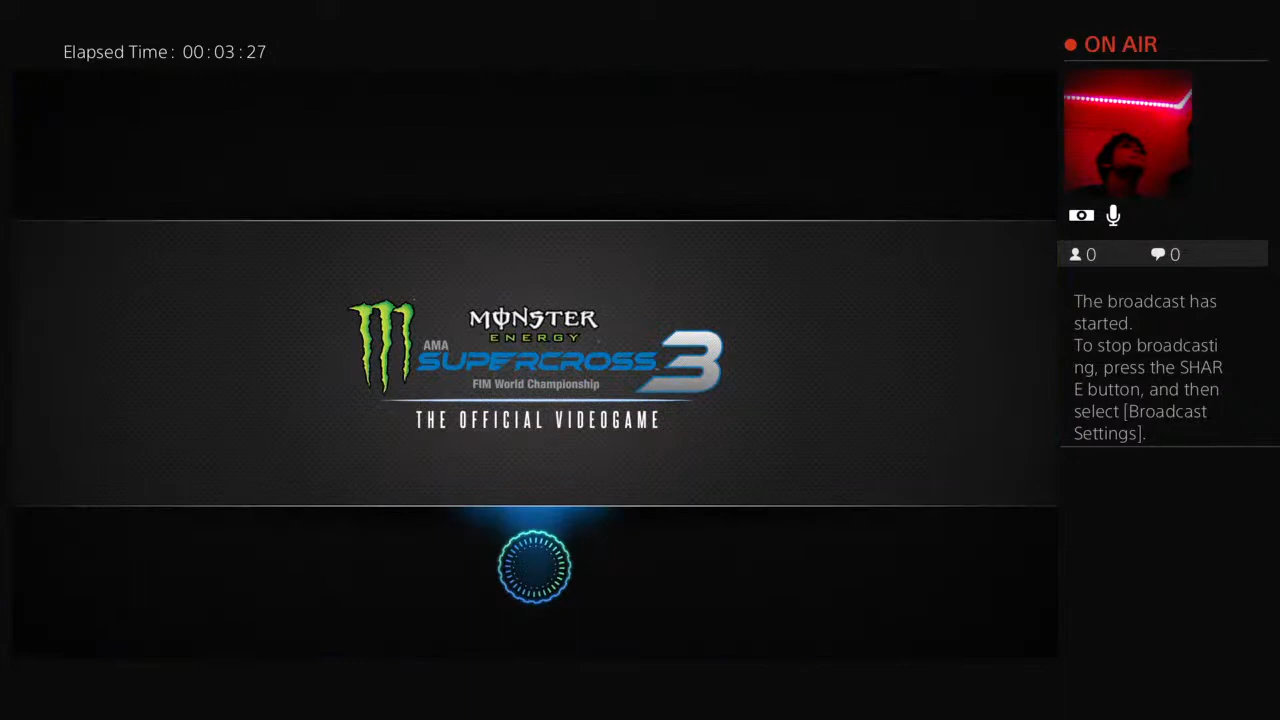 Elapsed Time: 00:03:27
ON AIR
0
0
The broadcast has
started.
To stop broadcasti
ng, press the SHAR
E button, and then
select [Broadcast
Settings].
MONSTER
ENERGY
AMA
SUPERCROSS 3
FIM World Championship
THE OFFICIAL VIDEOGAME